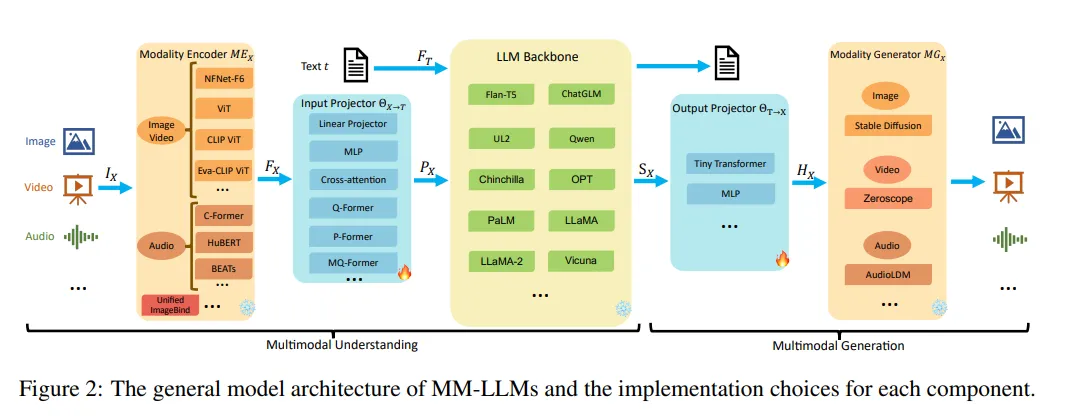 Modality Encoder ME_X
NFNet-F6
ViT
CLIP ViT
Eva-CLIP ViT
...
Image
Video
C-Former
HuBERT
BEATs
...
Audio
Unified
ImageBind
...
Image
Video
Audio
...
I_X
F_X
Text t
F_T
Input Projector Θ_{X→T}
Linear Projector
MLP
Cross-attention
Q-Former
P-Former
MQ-Former
...
P_X
LLM Backbone
Flan-T5 ChatGLM
UL2 Qwen
Chinchilla OPT
PaLM LLaMA
LLaMA-2 Vicuna
...
S_X
Output Projector Θ_{T→X}
Tiny Transformer
MLP
...
H_X
Modality Generator MG_X
Image
Stable Diffusion
Video
Zeroscope
Audio
AudioLDM
...
...
Multimodal Understanding
Multimodal Generation
Figure 2: The general model architecture of MM-LLMs and the implementation choices for each component.